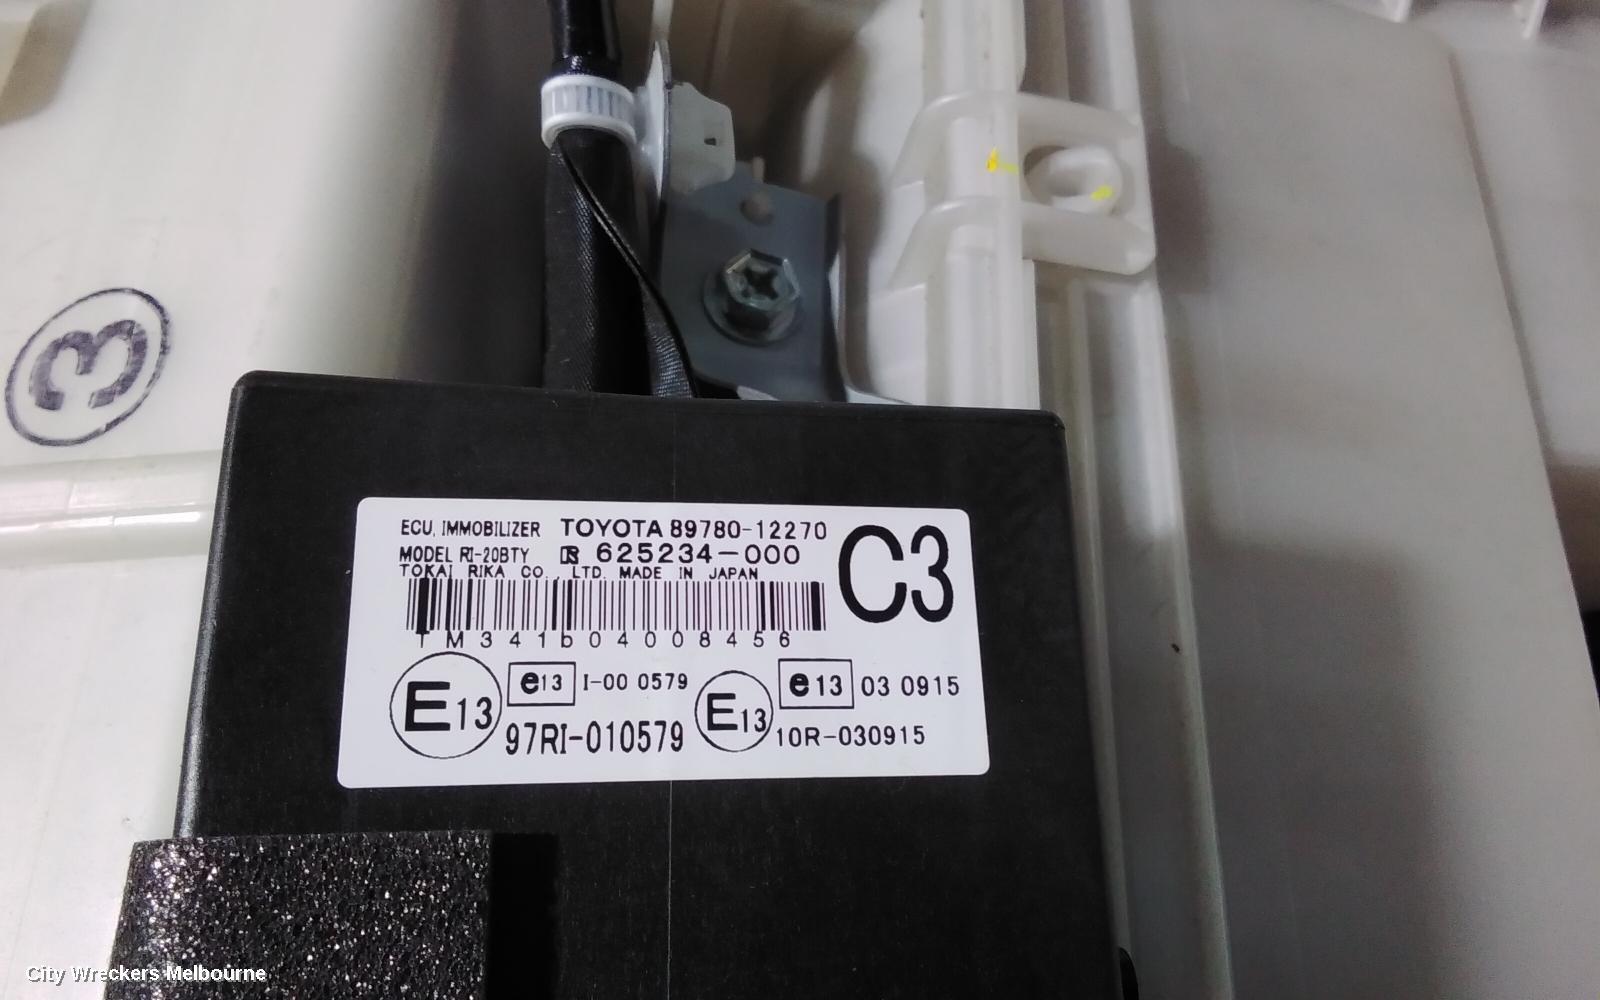 3
ECU, IMMOBILIZER TOYOTA 89780-12270
MODEL RI-20BTY 625234-000
C3
TOKAI RIKA CO., LTD. MADE IN JAPAN
TM341b04008456
E13 e13 I-00 0579 E13 e13 03 0915
97RI-010579 10R-030915
City Wreckers Melbourne